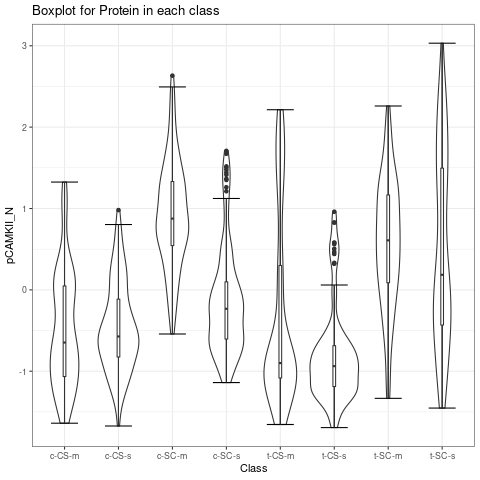 Boxplot for Protein in each class
pCAMKII_N
3
2
1
0
-1
c-CS-m c-CS-s c-SC-m c-SC-s t-CS-m t-CS-s t-SC-m t-SC-s
Class